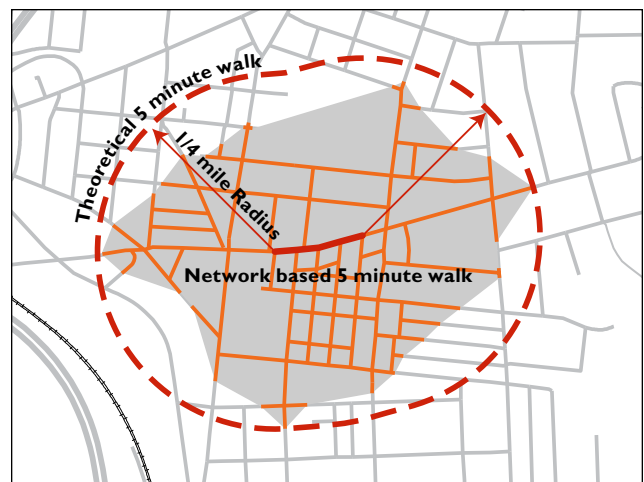 Theoretical 5 minute walk
1/4 mile Radius
Network based 5 minute walk